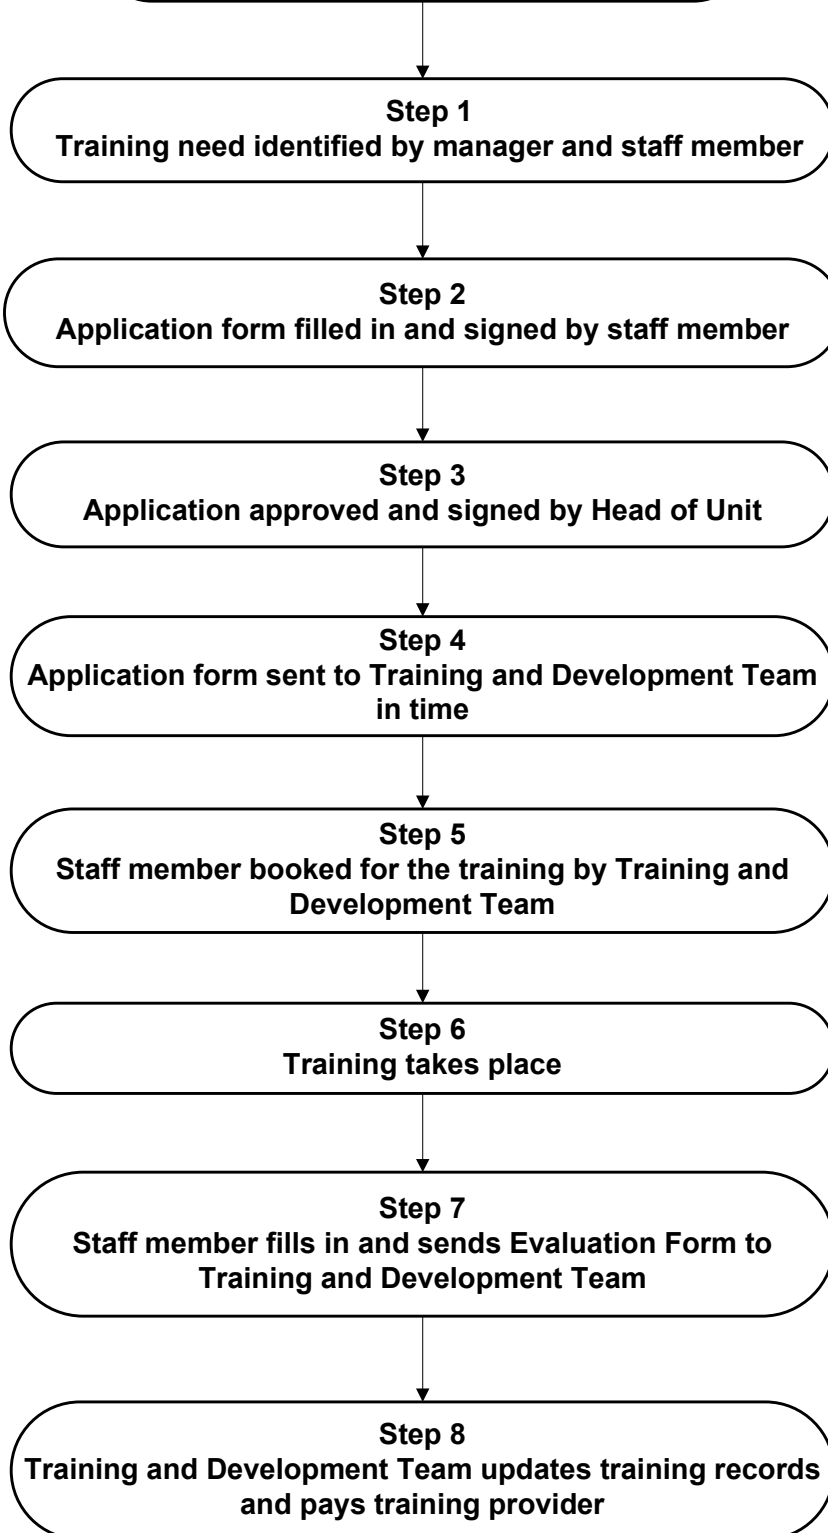 Step 1
Training need identified by manager and staff member
Step 2
Application form filled in and signed by staff member
Step 3
Application approved and signed by Head of Unit
Step 4
Application form sent to Training and Development Team
in time
Step 5
Staff member booked for the training by Training and
Development Team
Step 6
Training takes place
Step 7
Staff member fills in and sends Evaluation Form to
Training and Development Team
Step 8
Training and Development Team updates training records
and pays training provider